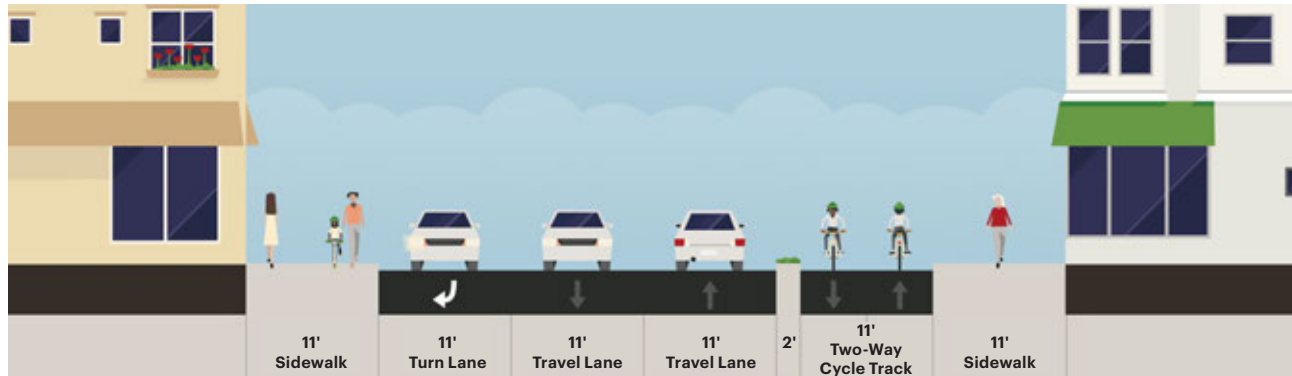 11'
Sidewalk
11'
Turn Lane
11'
Travel Lane
11'
Travel Lane
2'
11'
Two-Way
Cycle Track
11'
Sidewalk